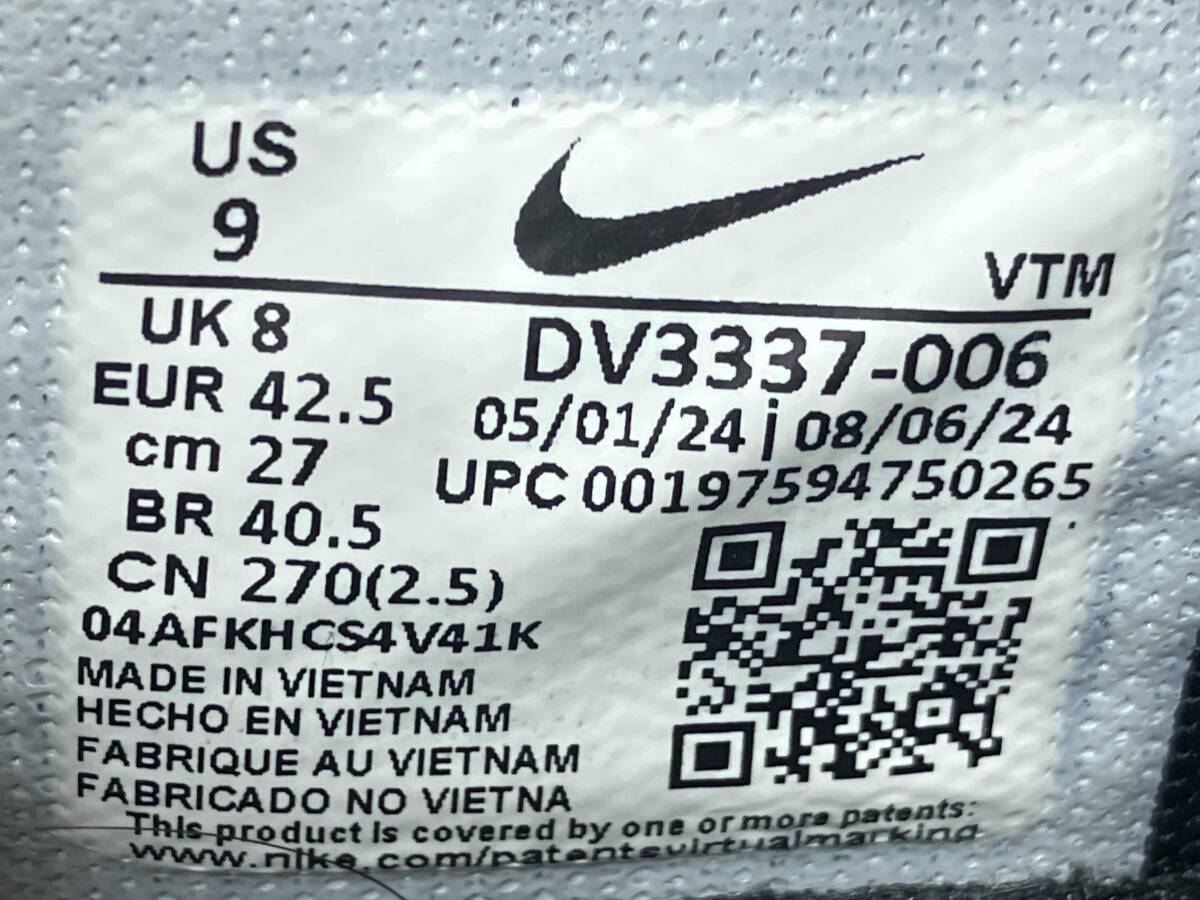 US
9
VTM
UK 8
EUR 42.5
cm 27
BR 40.5
CN 270(2.5)
DV3337-006
05/01/24 | 08/06/24
UPC 00197594750265
04AFKHCS4V41K
MADE IN VIETNAM
HECHO EN VIETNAM
FABRIQUE AU VIETNAM
FABRICADO NO VIETNA
This product is covered by one or more patents:
www.nike.com/patentsvirtualmarking